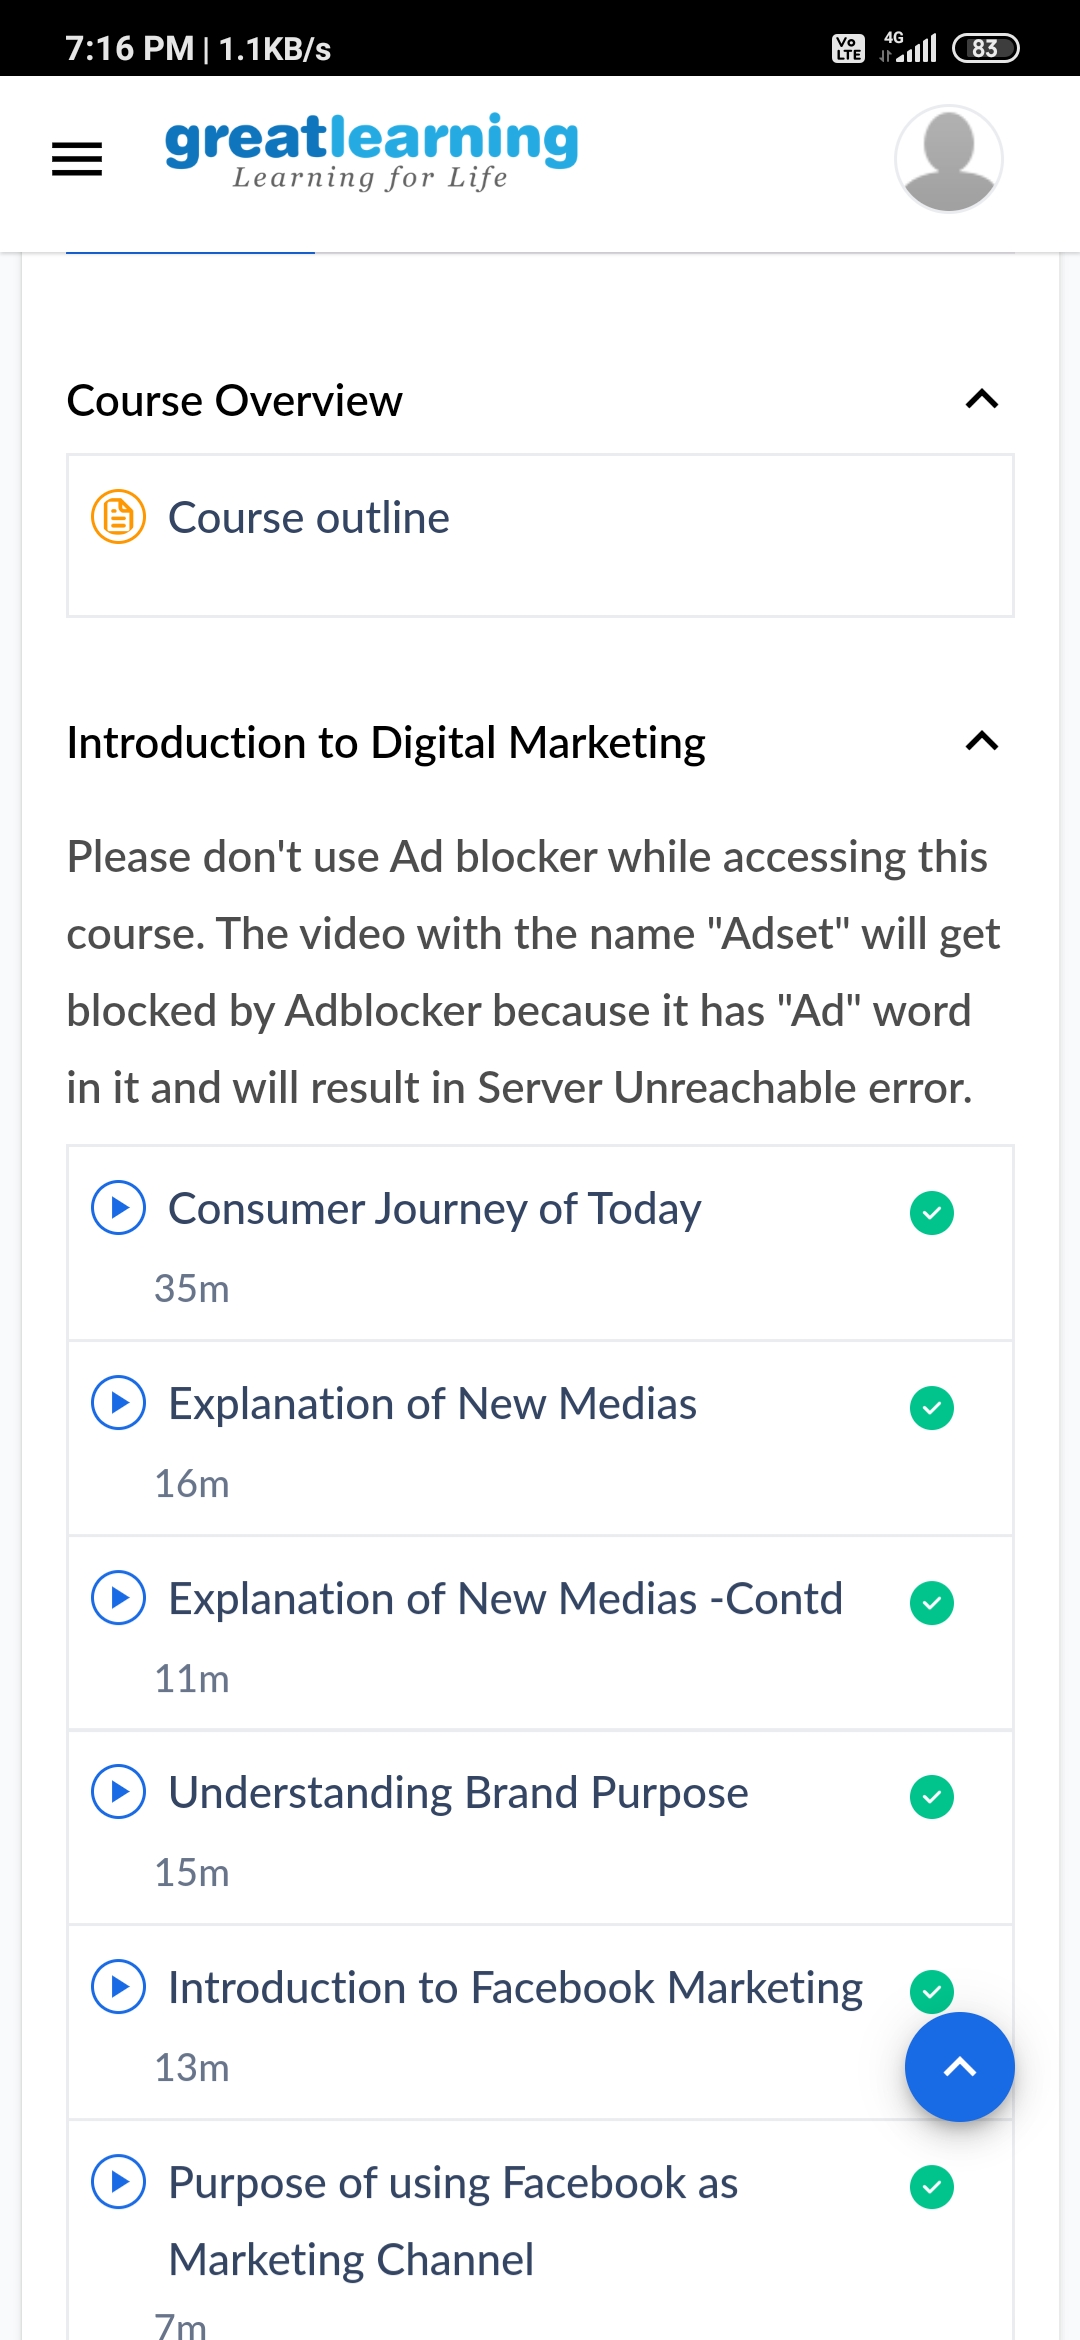 7:16 PM | 1.1KB/s
Vo LTE 4G 83
greatlearning
Learning for Life
Course Overview
Course outline
Introduction to Digital Marketing
Please don't use Ad blocker while accessing this
course. The video with the name "Adset" will get
blocked by Adblocker because it has "Ad" word
in it and will result in Server Unreachable error.
Consumer Journey of Today
35m
Explanation of New Medias
16m
Explanation of New Medias -Contd
11m
Understanding Brand Purpose
15m
Introduction to Facebook Marketing
13m
Purpose of using Facebook as
Marketing Channel
7m